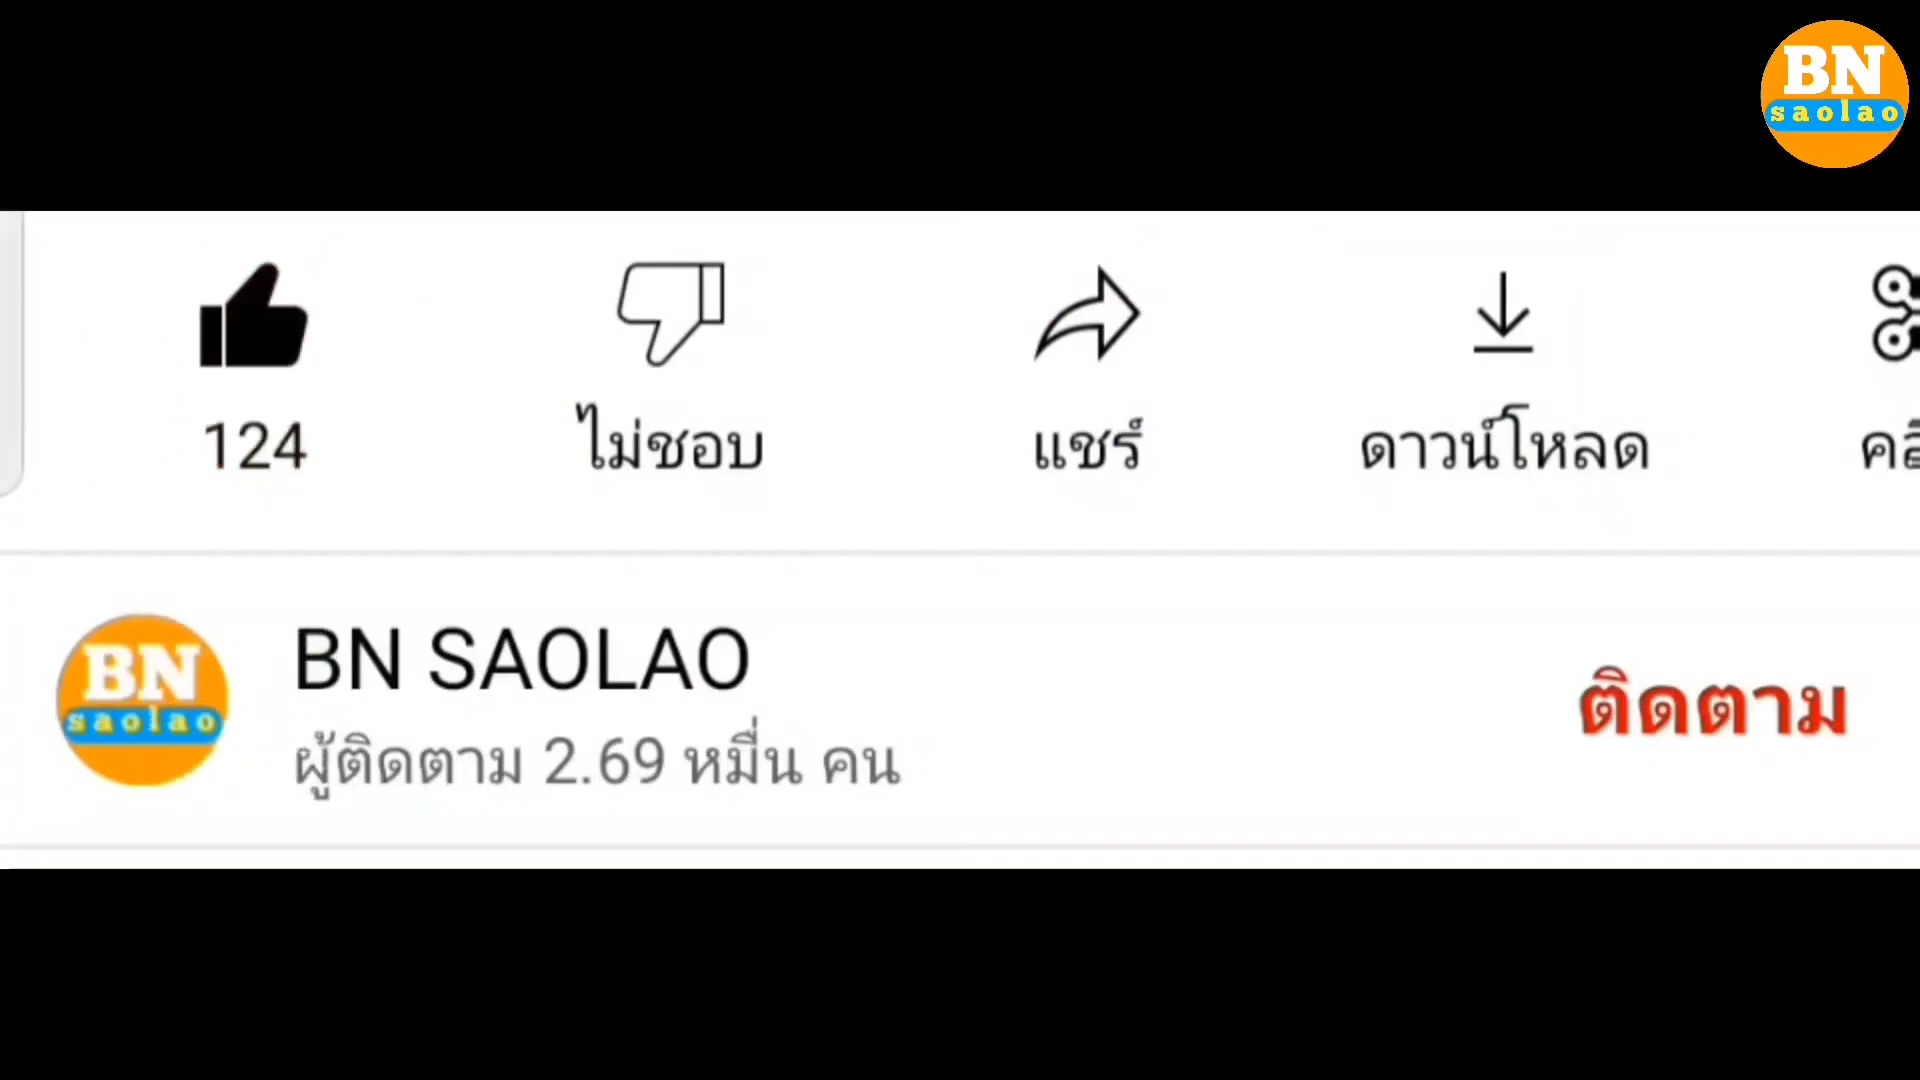 BN
saolao
124
ไม่ชอบ
แชร์
ดาวน์โหลด
BN
saolao
BN SAOLAO
ติดตาม
ผู้ติดตาม 2.69 หมื่น คน